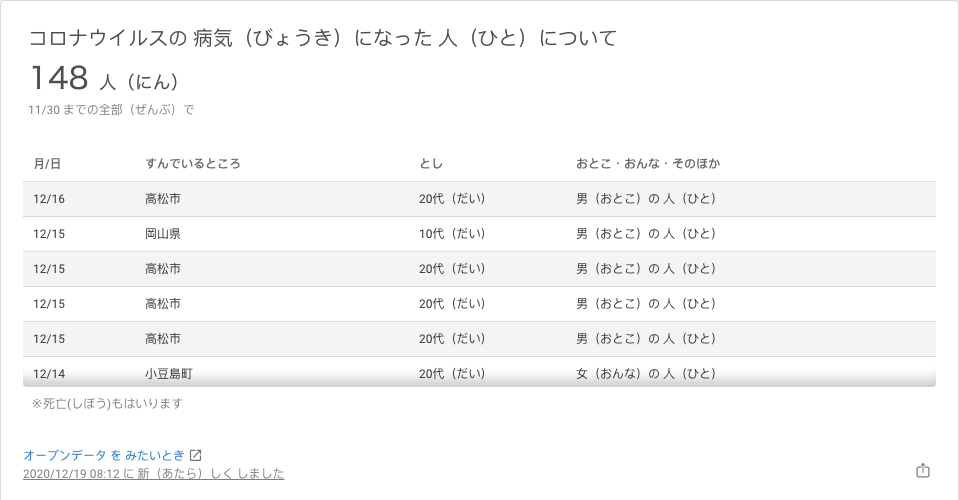 コロナウイルスの 病気（びょうき）になった 人（ひと）について
148 人（にん）
11/30 までの全部（ぜんぶ）で
月/日 すんでいるところ とし おとこ・おんな・そのほか
12/16 高松市 20代（だい） 男（おとこ）の 人（ひと）
12/15 岡山県 10代（だい） 男（おとこ）の 人（ひと）
12/15 高松市 20代（だい） 男（おとこ）の 人（ひと）
12/15 高松市 20代（だい） 男（おとこ）の 人（ひと）
12/15 高松市 20代（だい） 男（おとこ）の 人（ひと）
12/14 小豆島町 20代（だい） 女（おんな）の 人（ひと）
※死亡(しぼう)もはいります
オープンデータ を みたいとき
2020/12/19 08:12 に 新（あたら）しく しました